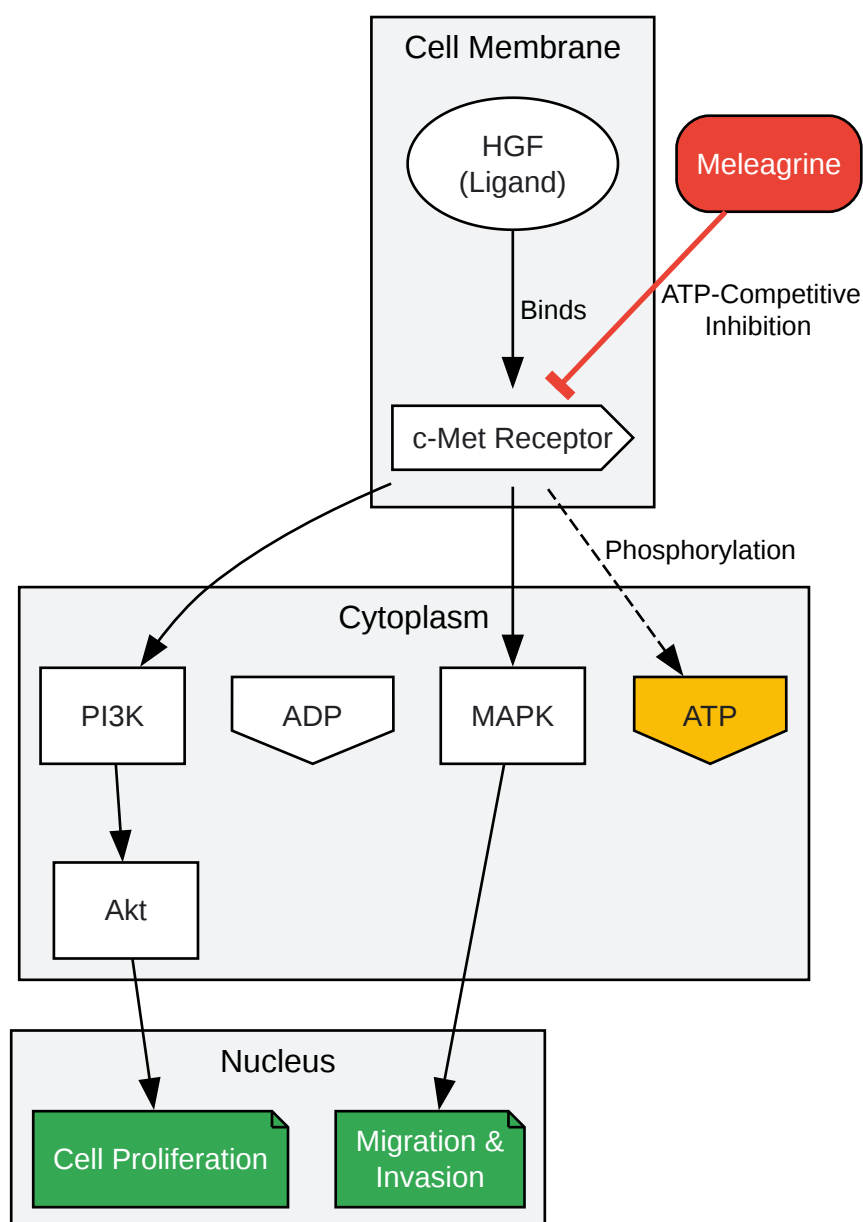 Cell Membrane
HGF
(Ligand)
Meleagrine
Binds
ATP-Competitive
Inhibition
c-Met Receptor
Phosphorylation
Cytoplasm
PI3K
ADP
MAPK
ATP
Akt
Nucleus
Cell Proliferation
Migration &
Invasion